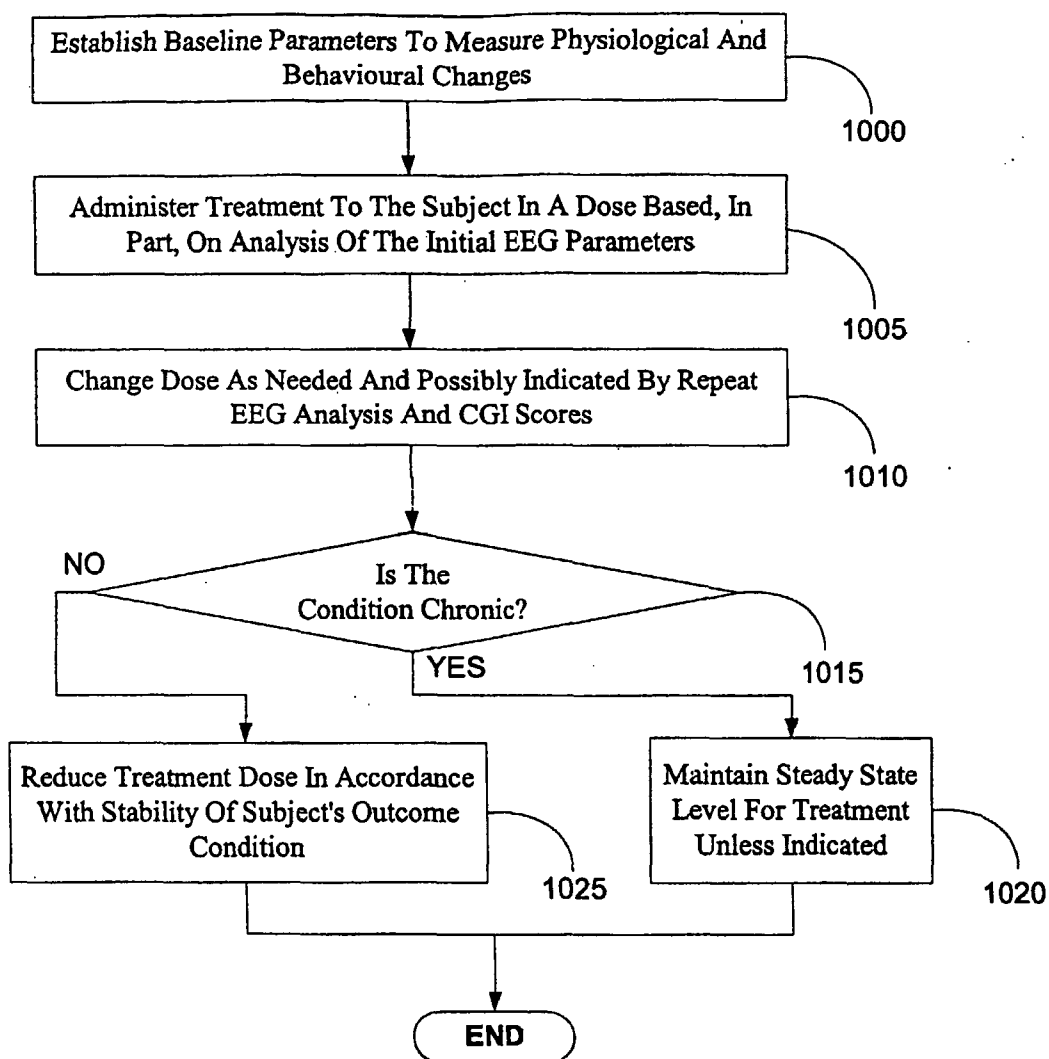 Establish Baseline Parameters To Measure Physiological And
Behavioural Changes
1000
Administer Treatment To The Subject In A Dose Based, In
Part, On Analysis Of The Initial EEG Parameters
1005
Change Dose As Needed And Possibly Indicated By Repeat
EEG Analysis And CGI Scores
1010
NO
Is The
Condition Chronic?
YES
1015
Reduce Treatment Dose In Accordance
With Stability Of Subject's Outcome
Condition
1025
Maintain Steady State
Level For Treatment
Unless Indicated
1020
END